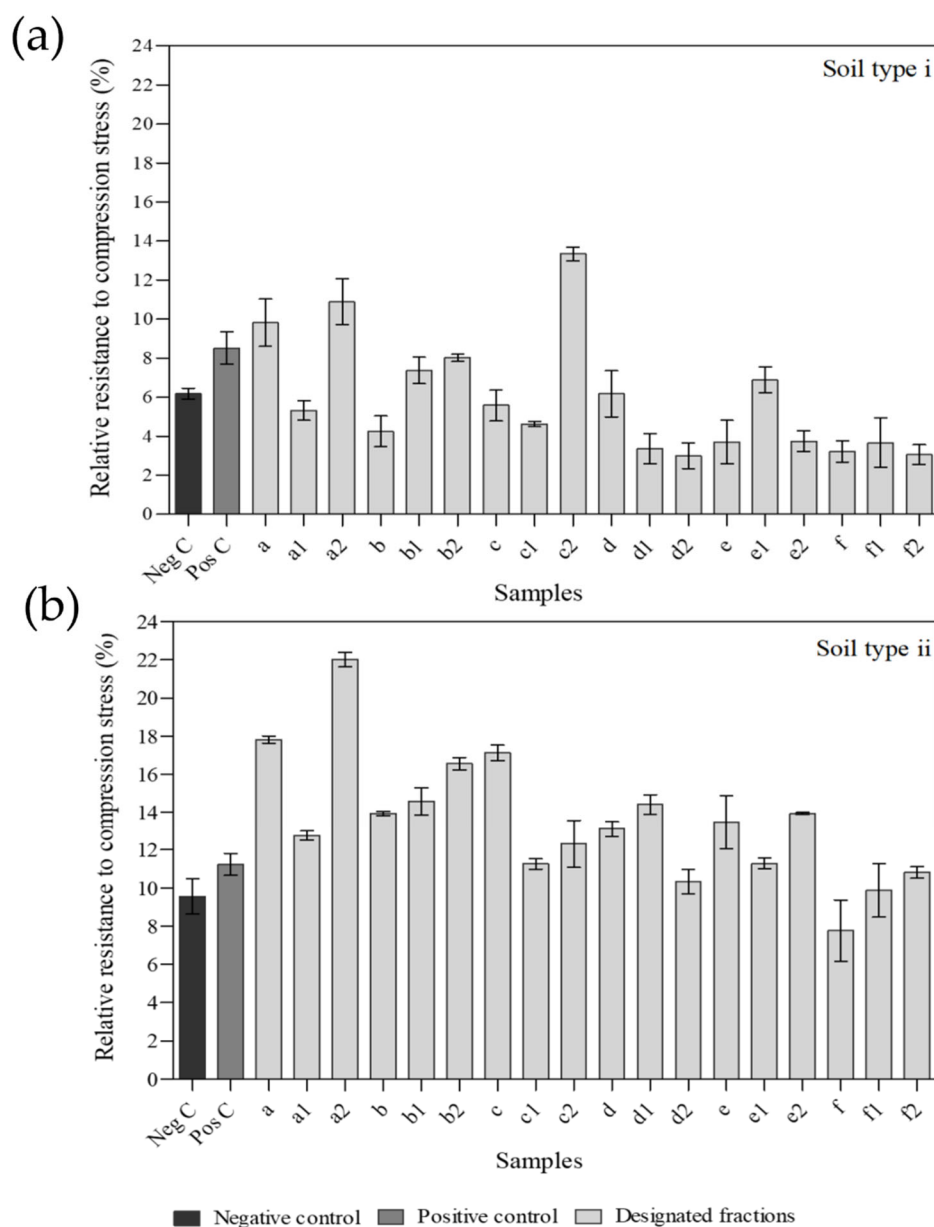 (a)
24
22
20
18
16
14
12
10
8
6
4
2
0
Relative resistance to compression stress (%)
Soil type i
Neg C
Pos C
a
a1
a2
b
b1
b2
c
c1
c2
d
d1
d2
e
e1
e2
f
f1
f2
Samples
(b)
24
22
20
18
16
14
12
10
8
6
4
2
0
Relative resistance to compression stress (%)
Soil type ii
Neg C
Pos C
a
a1
a2
b
b1
b2
c
c1
c2
d
d1
d2
e
e1
e2
f
f1
f2
Samples
Negative control
Positive control
Designated fractions